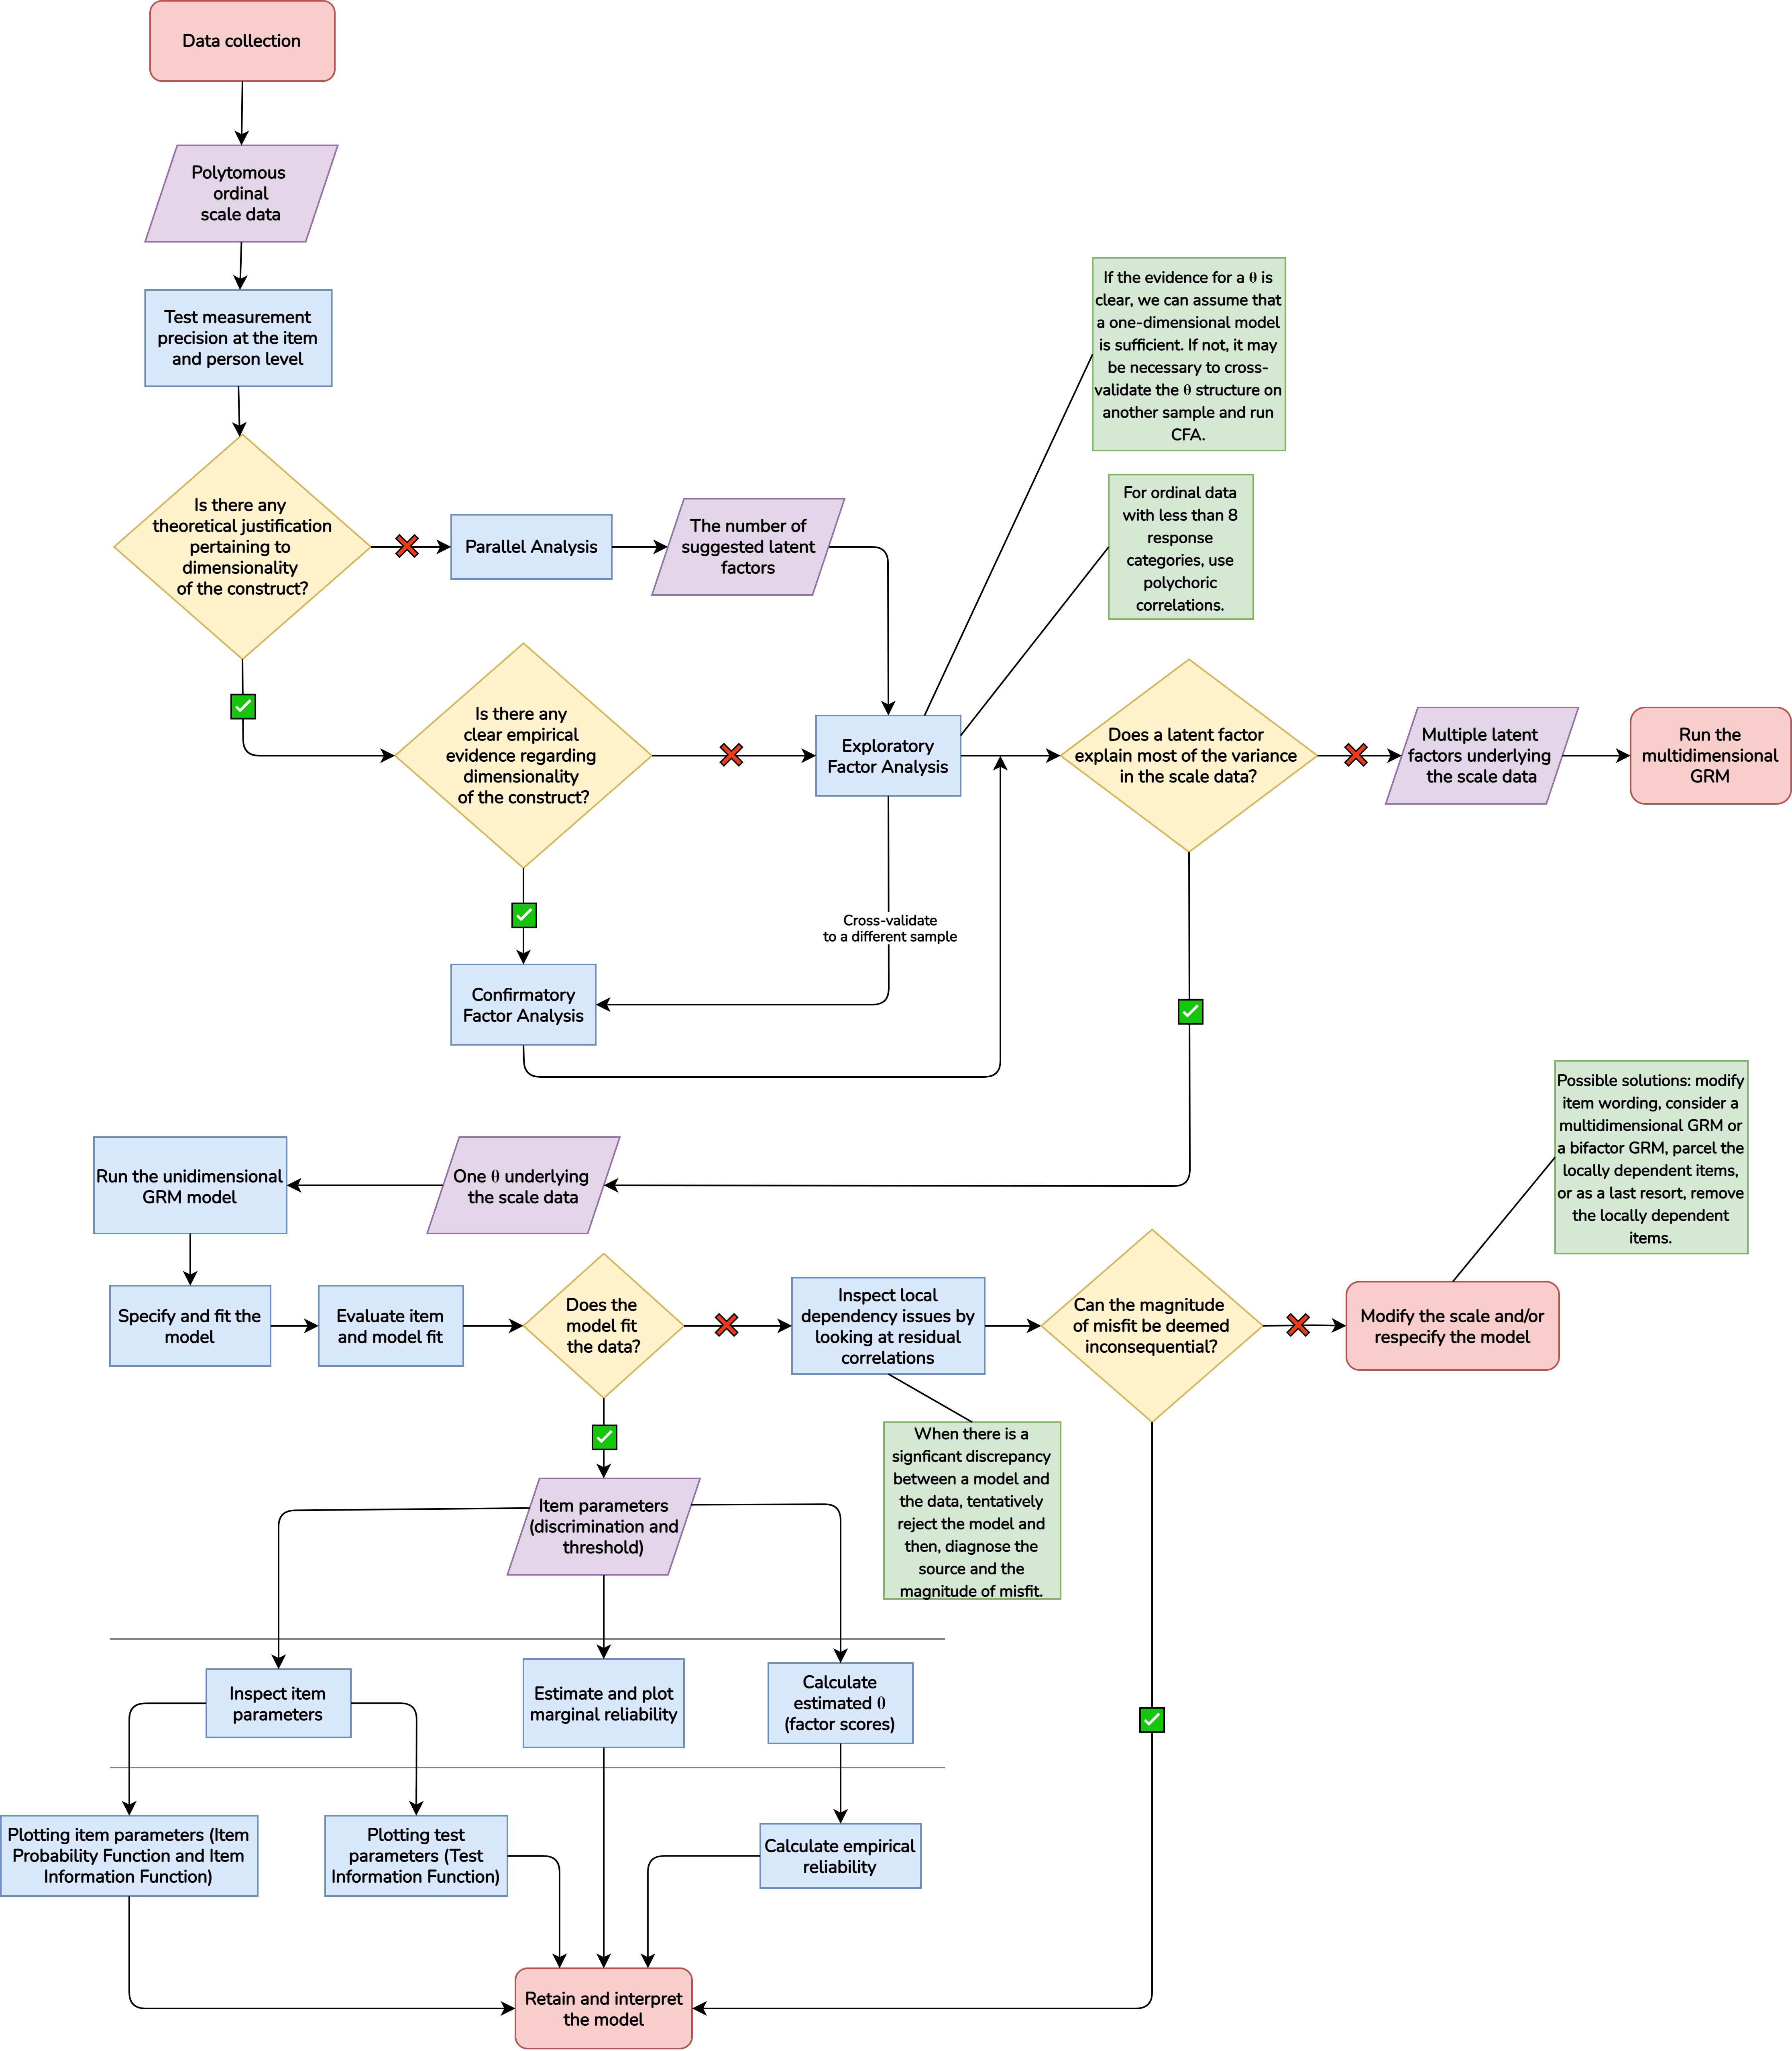 Data collection
Polytomous
ordinal
scale data
Test measurement
precision at the item
and person level
If the evidence for a θ is
clear, we can assume that
a one-dimensional model
is sufficient. If not, it may
be necessary to cross-
validate the θ structure on
another sample and run
CFA.
Is there any
theoretical justification
pertaining to
dimensionality
of the construct?
Parallel Analysis
The number of
suggested latent
factors
For ordinal data
with less than 8
response
categories, use
polychoric
correlations.
Is there any
clear empirical
evidence regarding
dimensionality
of the construct?
Exploratory
Factor Analysis
Does a latent factor
explain most of the variance
in the scale data?
Multiple latent
factors underlying
the scale data
Run the
multidimensional
GRM
Cross-validate
to a different sample
Confirmatory
Factor Analysis
Possible solutions: modify
item wording, consider a
multidimensional GRM or
a bifactor GRM, parcel the
locally dependent items,
or as a last resort, remove
the locally dependent
items.
Run the unidimensional
GRM model
One θ underlying
the scale data
Specify and fit the
model
Evaluate item
and model fit
Does the
model fit
the data?
Inspect local
dependency issues by
looking at residual
correlations
Can the magnitude
of misfit be deemed
inconsequential?
Modify the scale and/or
respecify the model
When there is a
signficant discrepancy
between a model and
the data, tentatively
reject the model and
then, diagnose the
source and the
magnitude of misfit.
Item parameters
(discrimination and
threshold)
Inspect item
parameters
Estimate and plot
marginal reliability
Calculate
estimated θ
(factor scores)
Plotting item parameters (Item
Probability Function and Item
Information Function)
Plotting test
parameters (Test
Information Function)
Calculate empirical
reliability
Retain and interpret
the model